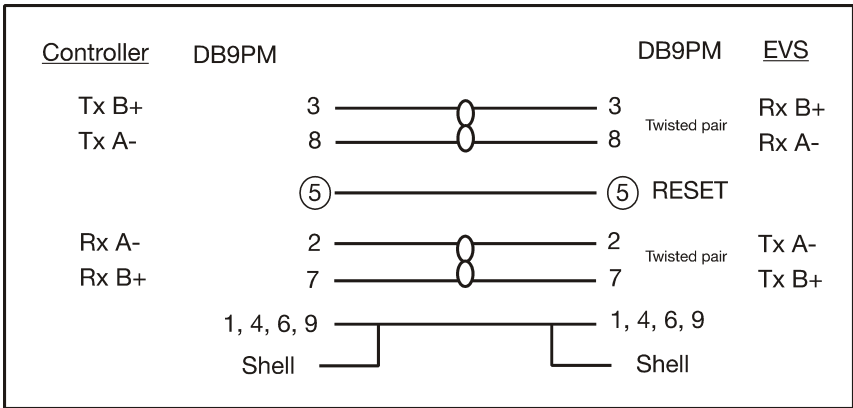 Controller DB9PM DB9PM EVS
Tx B+ 3 3 Twisted pair Rx B+
Tx A- 8 8 Rx A-
5 5 RESET
Rx A- 2 2 Twisted pair Tx A-
Rx B+ 7 7 Tx B+
1, 4, 6, 9 1, 4, 6, 9
Shell Shell